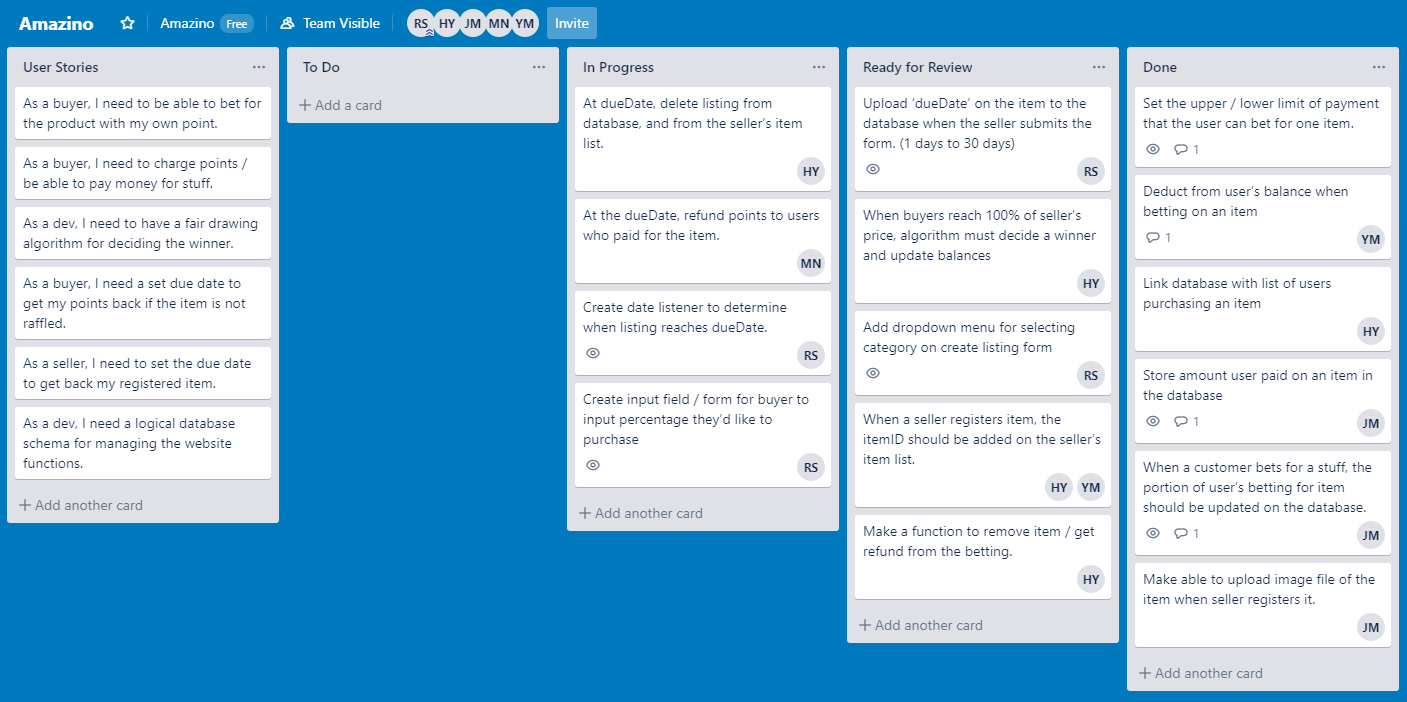 Amazino
Amazino Free
Team Visible
RS HY JM MN YM
Invite
User Stories
As a buyer, I need to be able to bet for
the product with my own point.
As a buyer, I need to charge points /
be able to pay money for stuff.
As a dev, I need to have a fair drawing
algorithm for deciding the winner.
As a buyer, I need a set due date to
get my points back if the item is not
raffled.
As a seller, I need to set the due date
to get back my registered item.
As a dev, I need a logical database
schema for managing the website
functions.
Add another card
To Do
Add a card
In Progress
At dueDate, delete listing from
database, and from the seller’s item
list.
HY
At the dueDate, refund points to users
who paid for the item.
MN
Create date listener to determine
when listing reaches dueDate.
RS
Create input field / form for buyer to
input percentage they’d like to
purchase
RS
Add another card
Ready for Review
Upload ‘dueDate’ on the item to the
database when the seller submits the
form. (1 days to 30 days)
RS
When buyers reach 100% of seller’s
price, algorithm must decide a winner
and update balances
HY
Add dropdown menu for selecting
category on create listing form
RS
When a seller registers item, the
itemID should be added on the seller’s
item list.
HY YM
Make a function to remove item / get
refund from the betting.
HY
Add another card
Done
Set the upper / lower limit of payment
that the user can bet for one item.
1
Deduct from user’s balance when
betting on an item
1
YM
Link database with list of users
purchasing an item
HY
Store amount user paid on an item in
the database
1
JM
When a customer bets for a stuff, the
portion of user’s betting for item
should be updated on the database.
1
JM
Make able to upload image file of the
item when seller registers it.
JM
Add another card